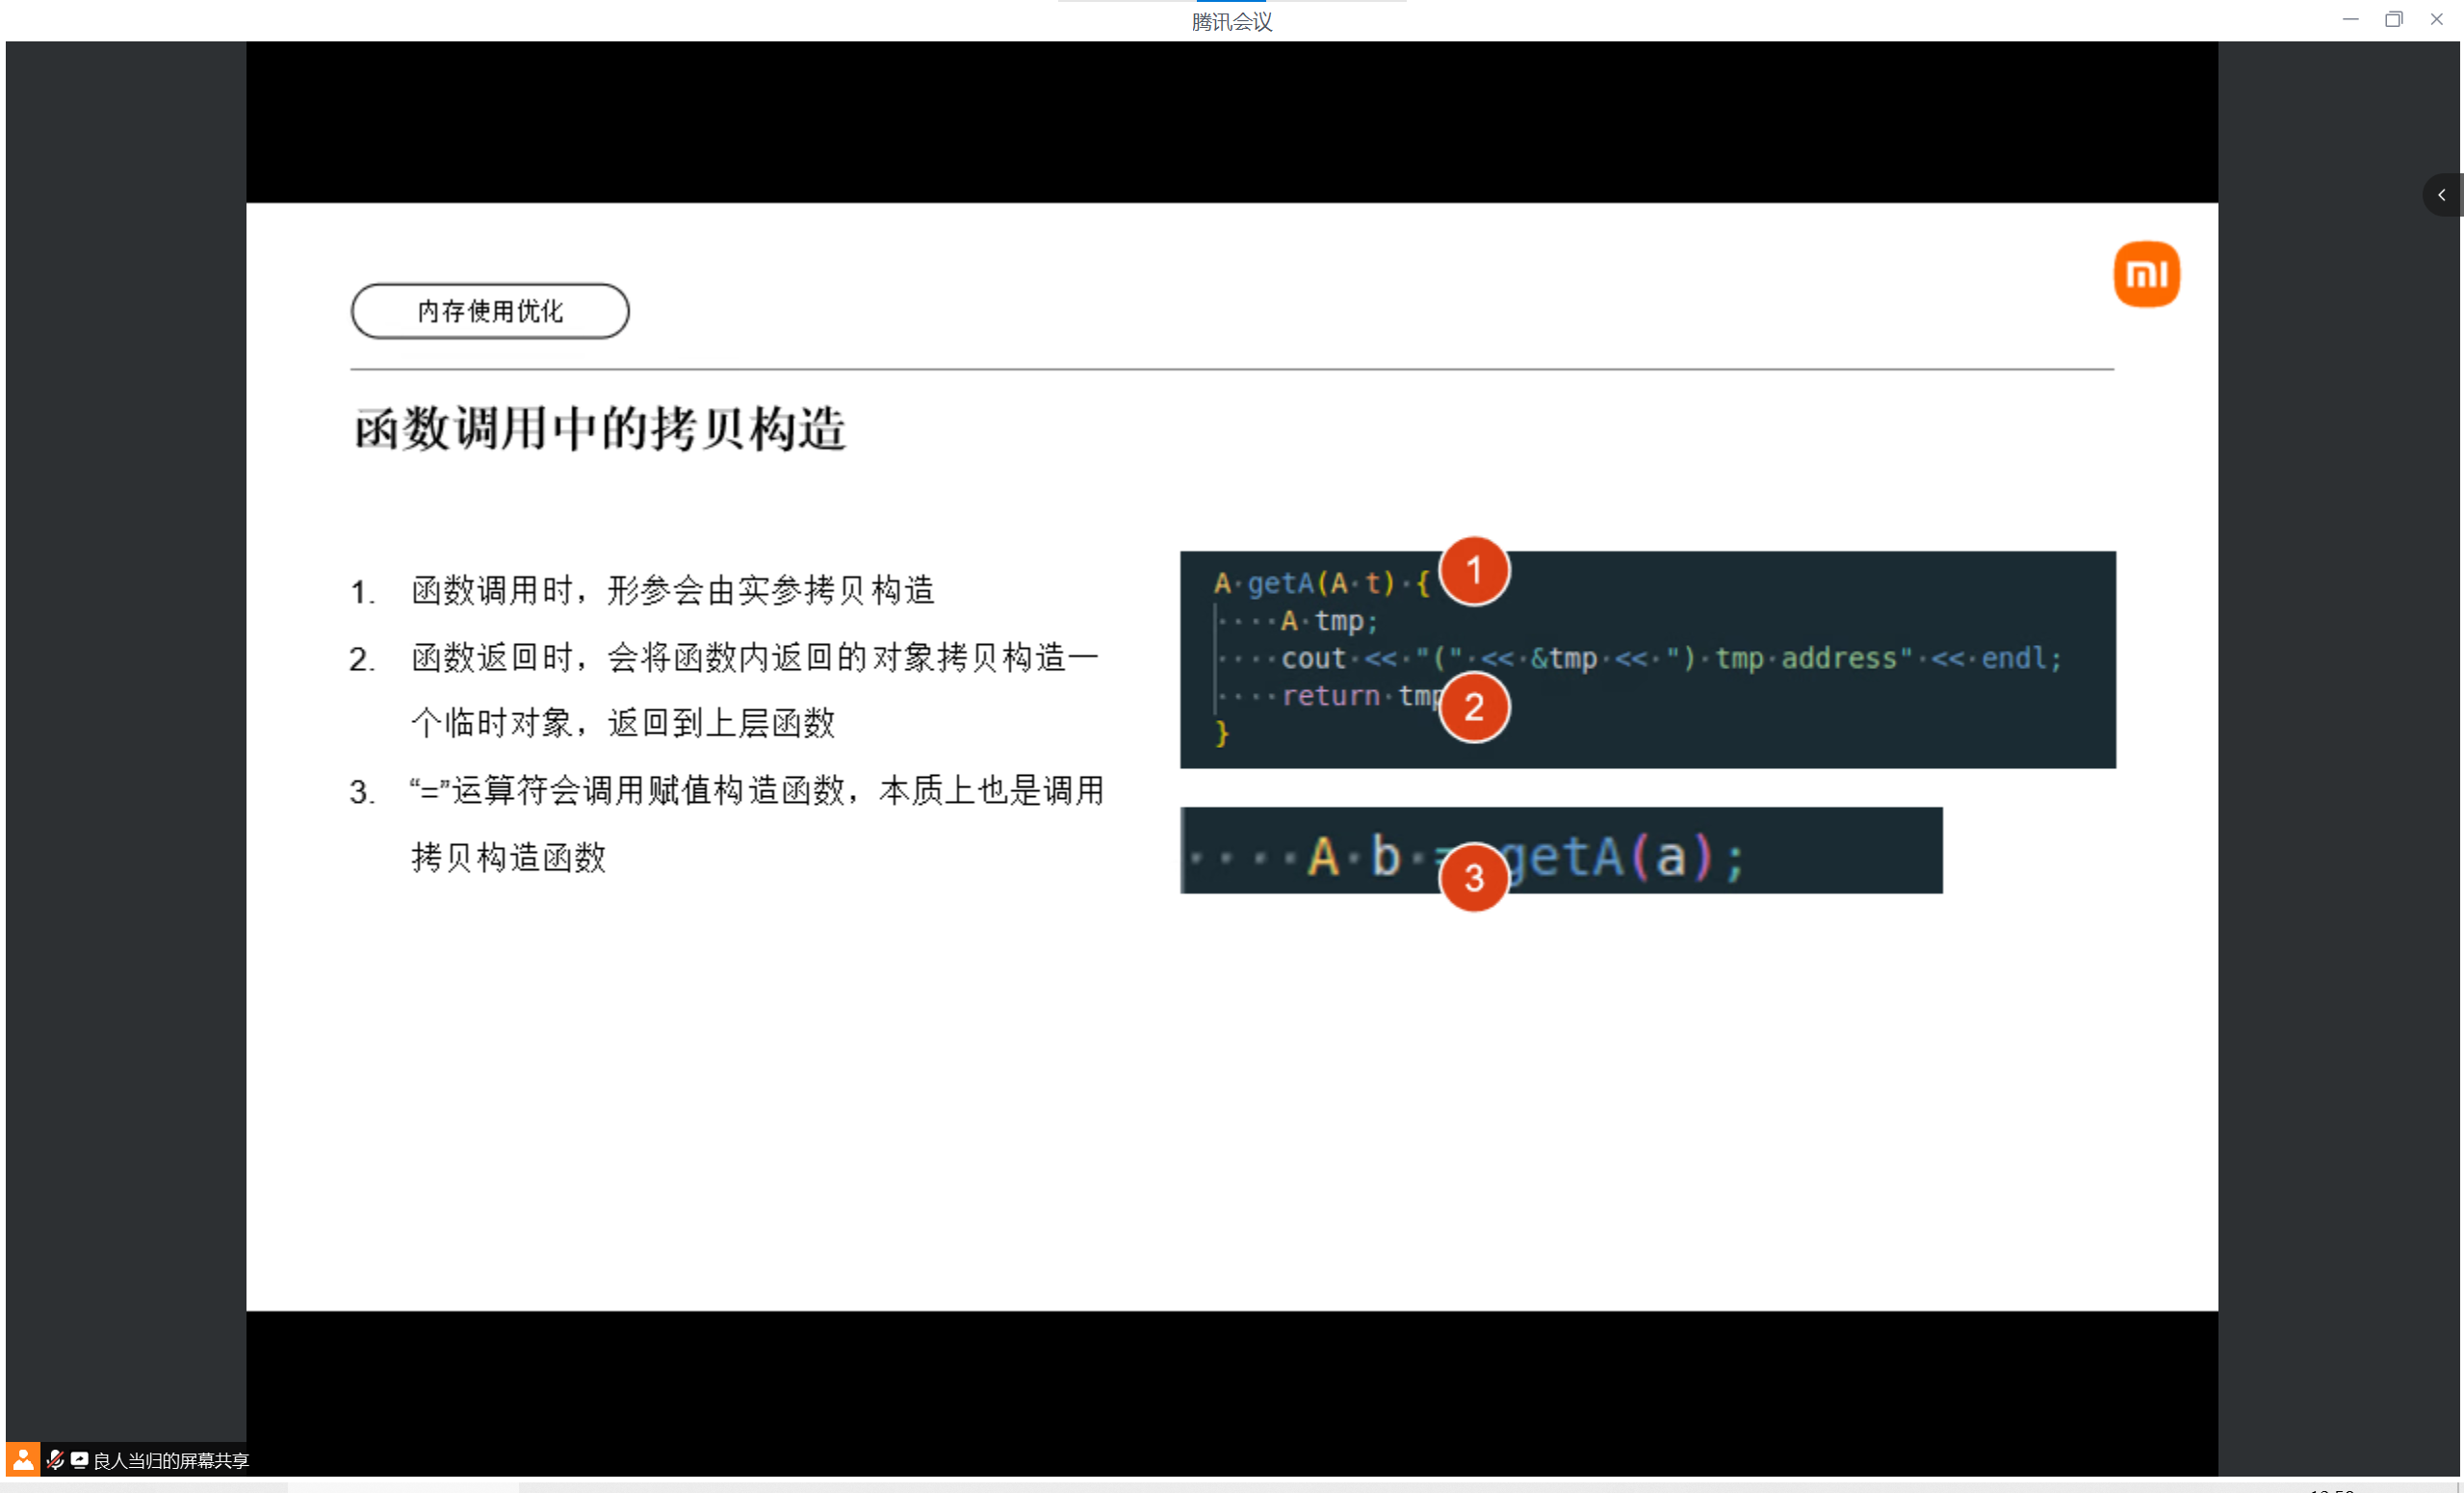 腾讯会议
内存使用优化
mi
函数调用中的拷贝构造
1. 函数调用时，形参会由实参拷贝构造
2. 函数返回时，会将函数内返回的对象拷贝构造一
个临时对象，返回到上层函数
3. “=”运算符会调用赋值构造函数，本质上也是调用
拷贝构造函数
A·getA(A·t)·{
1
····A·tmp;
····cout·<<·"("·<<·&tmp·<<·")·tmp·address"·<<·endl;
····return·tmp
2
}
····A·b·= getA(a);
3
良人当归的屏幕共享